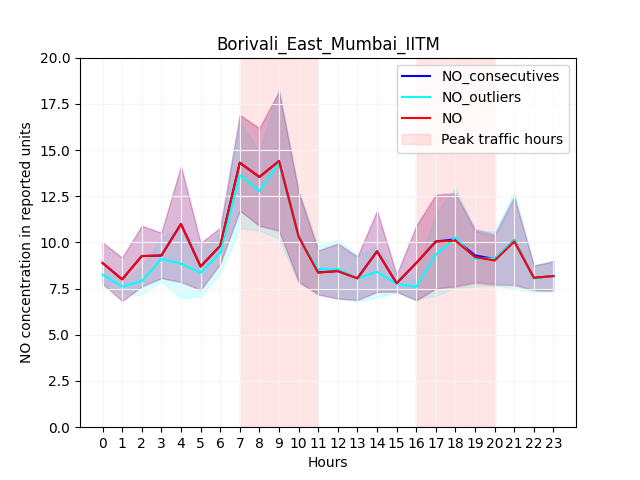 Borivali_East_Mumbai_IITM
NO concentration in reported units
20.0
17.5
15.0
12.5
10.0
7.5
5.0
2.5
0.0
NO_consecutives
NO_outliers
NO
Peak traffic hours
0 1 2 3 4 5 6 7 8 9 10 11 12 13 14 15 16 17 18 19 20 21 22 23
Hours